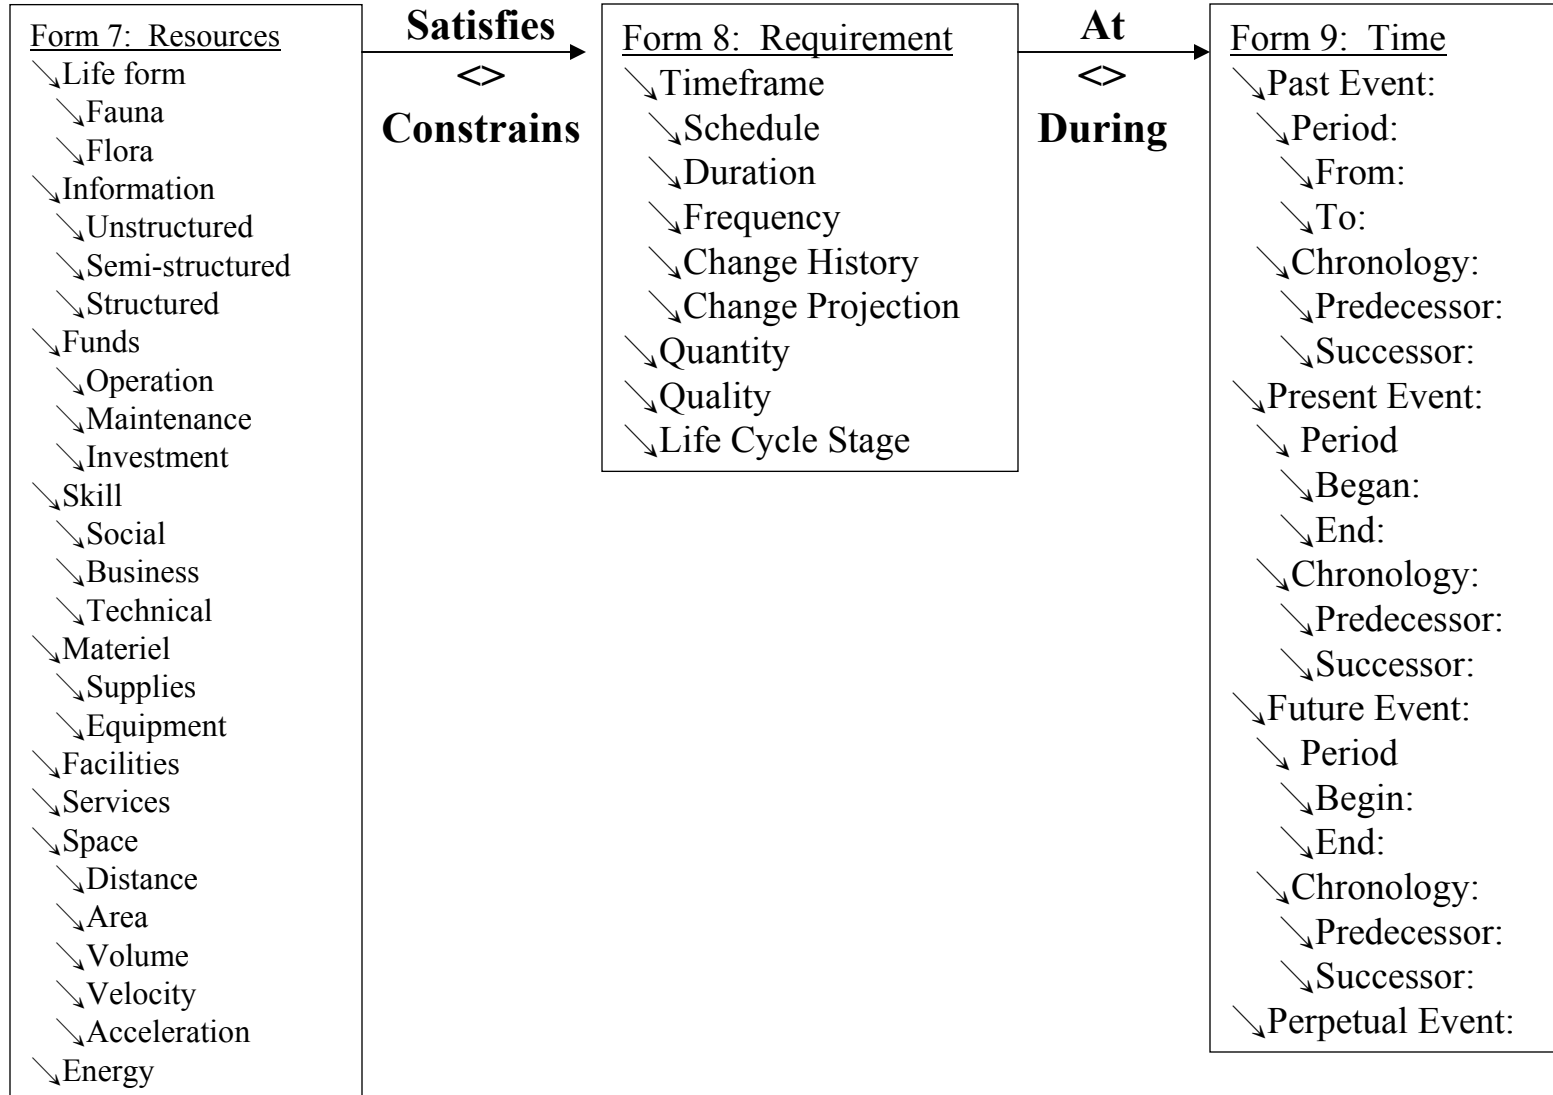 Form 7: Resources
Life form
Fauna
Flora
Information
Unstructured
Semi-structured
Structured
Funds
Operation
Maintenance
Investment
Skill
Social
Business
Technical
Materiel
Supplies
Equipment
Facilities
Services
Space
Distance
Area
Volume
Velocity
Acceleration
Energy
Satisfies
<>
Constrains
Form 8: Requirement
Timeframe
Schedule
Duration
Frequency
Change History
Change Projection
Quantity
Quality
Life Cycle Stage
At
<>
During
Form 9: Time
Past Event:
Period:
From:
To:
Chronology:
Predecessor:
Successor:
Present Event:
Period
Began:
End:
Chronology:
Predecessor:
Successor:
Future Event:
Period
Begin:
End:
Chronology:
Predecessor:
Successor:
Perpetual Event: